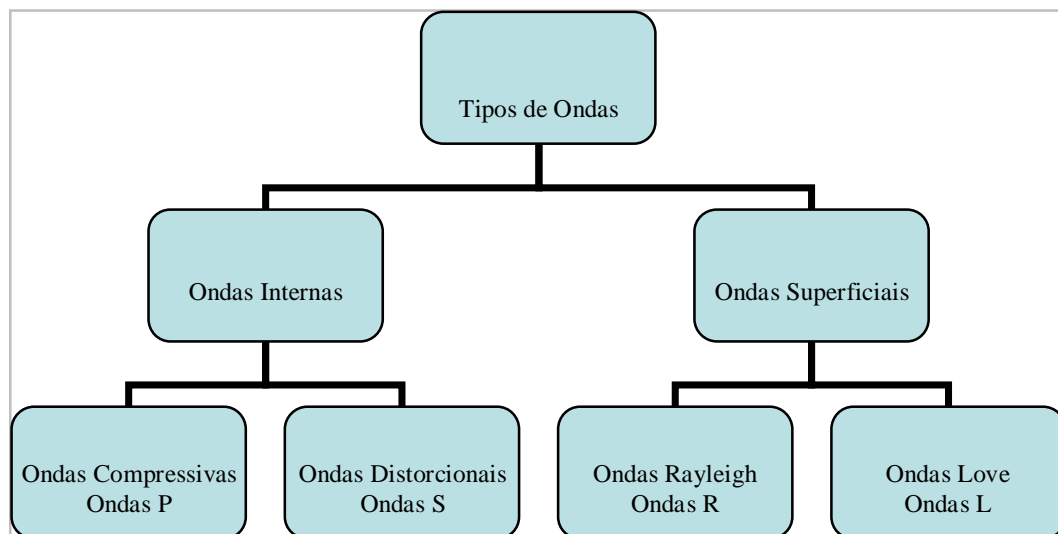 Tipos de Ondas
Ondas Internas
Ondas Superficiais
Ondas Compressivas
Ondas P
Ondas Distorcionais
Ondas S
Ondas Rayleigh
Ondas R
Ondas Love
Ondas L